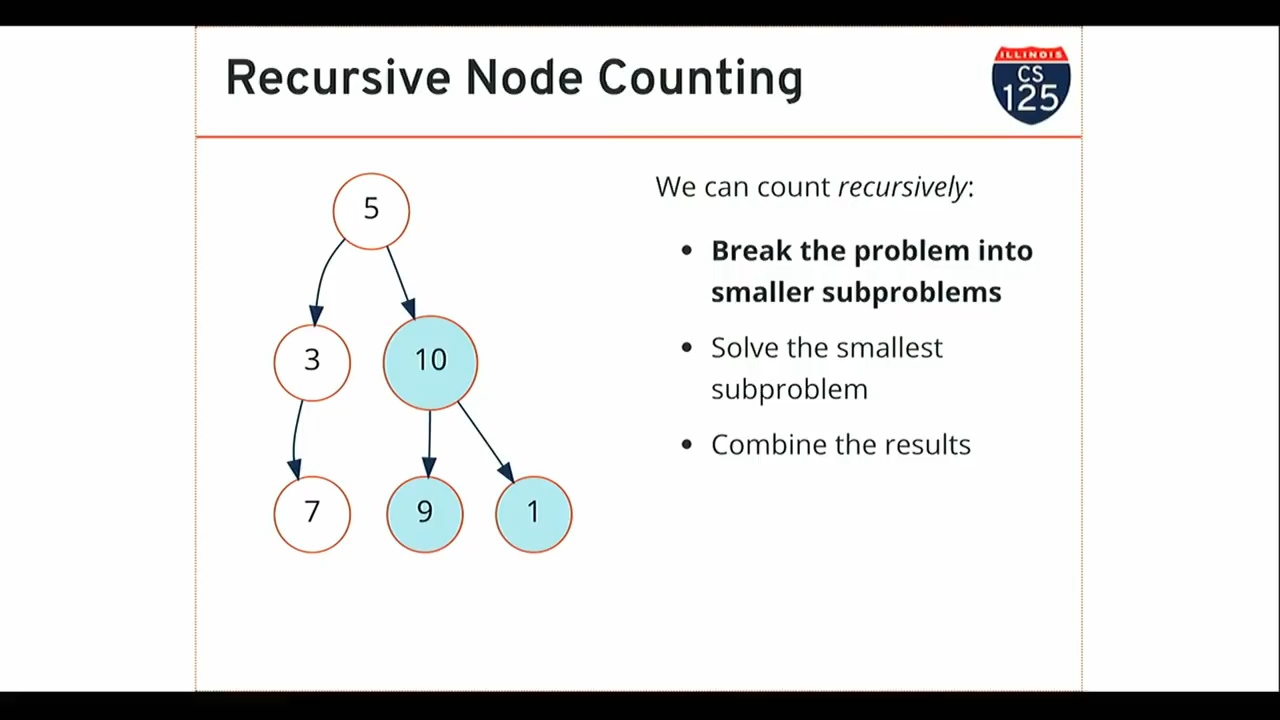 Recursive Node Counting
ILLINOIS
CS
125
5
3
10
7
9
1
We can count recursively:
• Break the problem into
smaller subproblems
• Solve the smallest
subproblem
• Combine the results